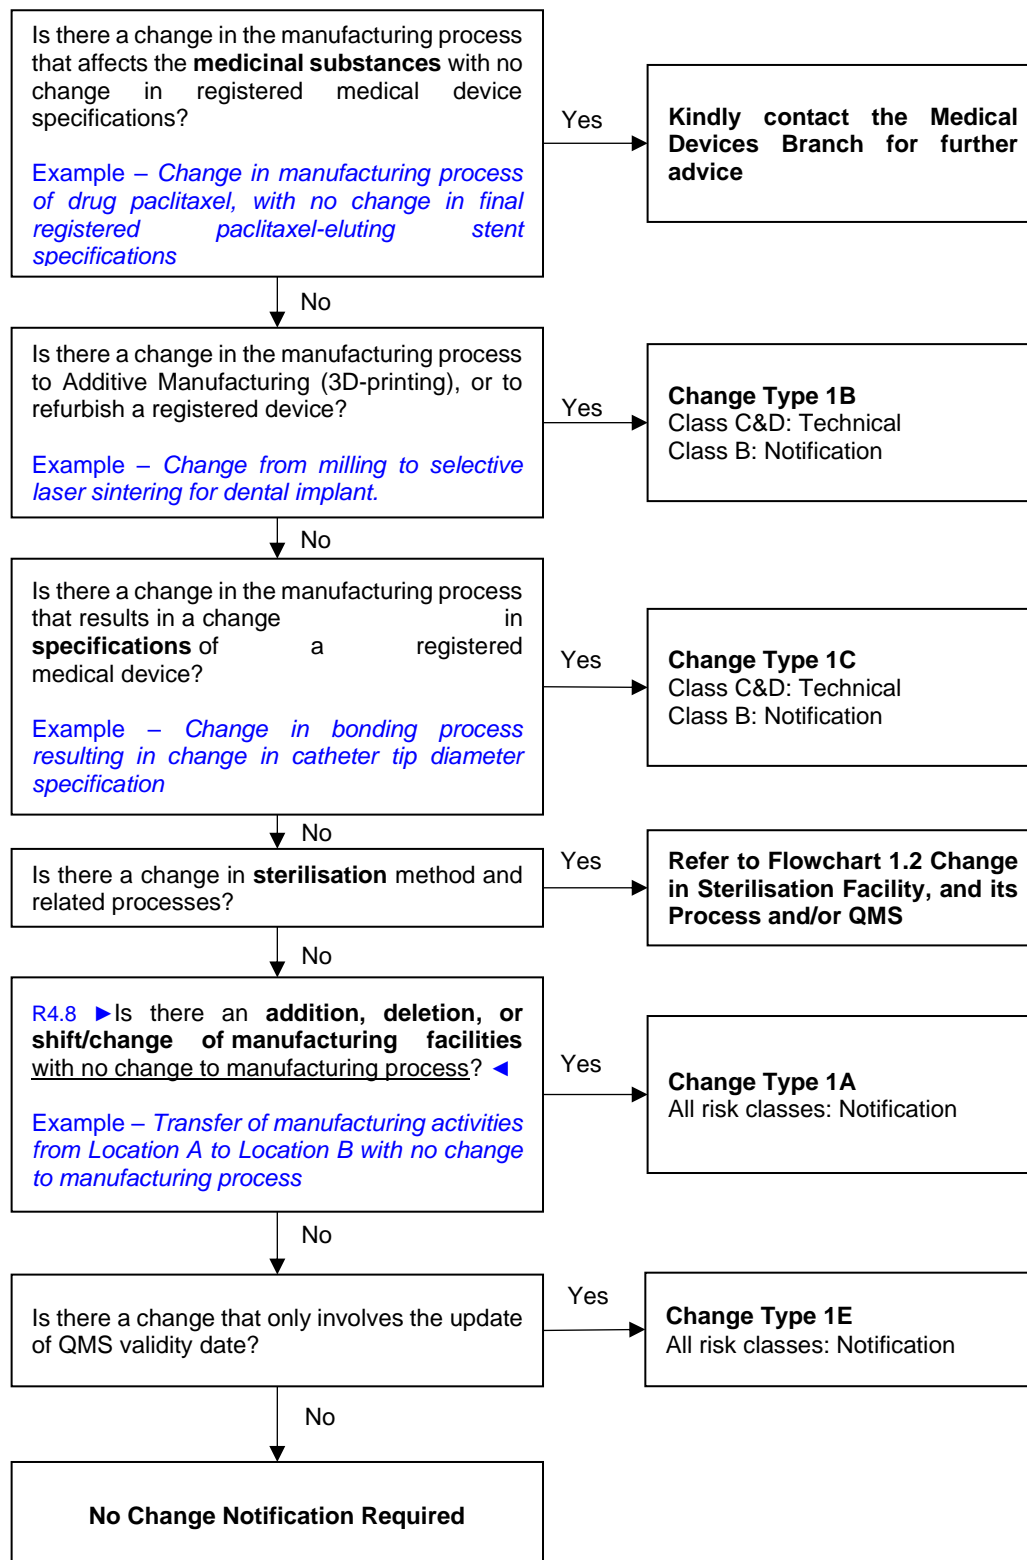 Is there a change in the manufacturing process
that affects the medicinal substances with no
change in registered medical device
specifications?
Example – Change in manufacturing process
of drug paclitaxel, with no change in final
registered paclitaxel-eluting stent
specifications
Yes
Kindly contact the Medical
Devices Branch for further
advice
No
Is there a change in the manufacturing process
to Additive Manufacturing (3D-printing), or to
refurbish a registered device?
Example – Change from milling to selective
laser sintering for dental implant.
Yes
Change Type 1B
Class C&D: Technical
Class B: Notification
No
Is there a change in the manufacturing process
that results in a change in
specifications of a registered
medical device?
Example – Change in bonding process
resulting in change in catheter tip diameter
specification
Yes
Change Type 1C
Class C&D: Technical
Class B: Notification
No
Is there a change in sterilisation method and
related processes?
Yes
Refer to Flowchart 1.2 Change
in Sterilisation Facility, and its
Process and/or QMS
No
R4.8 ►Is there an addition, deletion, or
shift/change of manufacturing facilities
with no change to manufacturing process? ◄
Example – Transfer of manufacturing activities
from Location A to Location B with no change
to manufacturing process
Yes
Change Type 1A
All risk classes: Notification
No
Is there a change that only involves the update
of QMS validity date?
Yes
Change Type 1E
All risk classes: Notification
No
No Change Notification Required